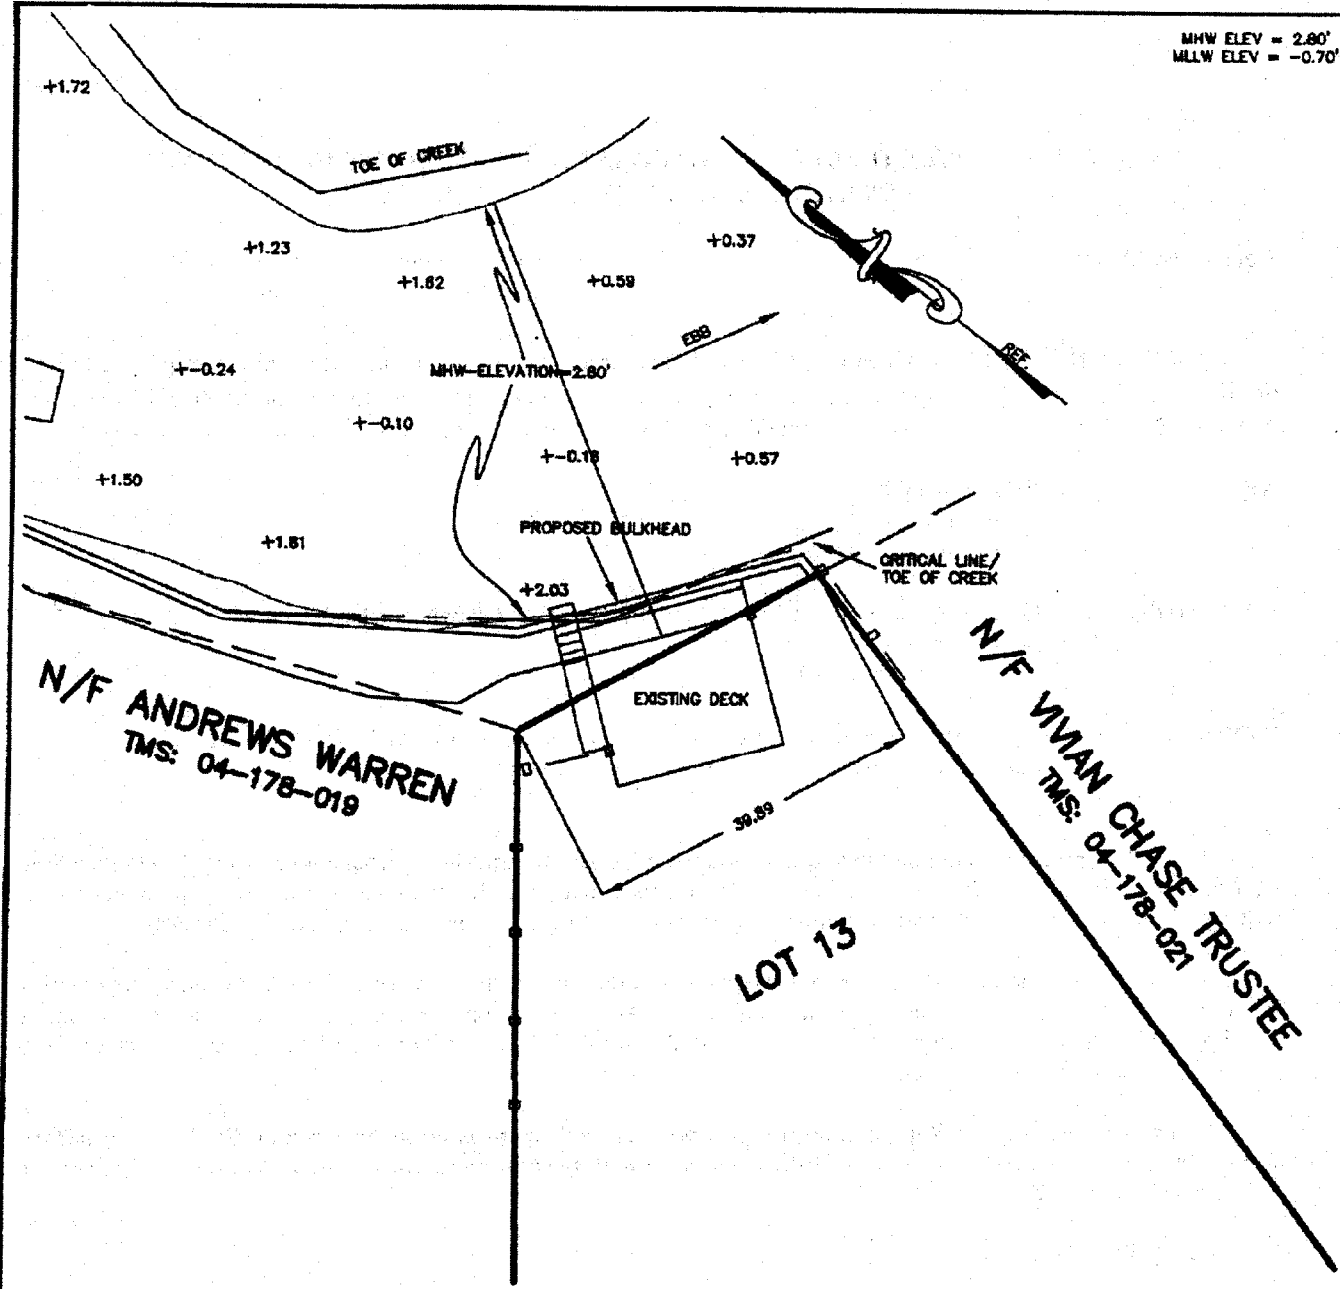 MHW ELEV = 2.80'
MLLW ELEV = -0.70'
+1.72
TOE OF CREEK
+1.23
+0.37
+1.62
+0.59
EBB
REF.
+-0.24
MHW-ELEVATION=2.80'
+-0.10
+-0.18
+0.57
+1.50
PROPOSED BULKHEAD
+1.81
CRITICAL LINE/
TOE OF CREEK
+2.03
N/F ANDREWS WARREN
TMS: 04-178-019
EXISTING DECK
N/F VIVIAN CHASE TRUSTEE
TMS: 04-178-021
39.89
LOT 13